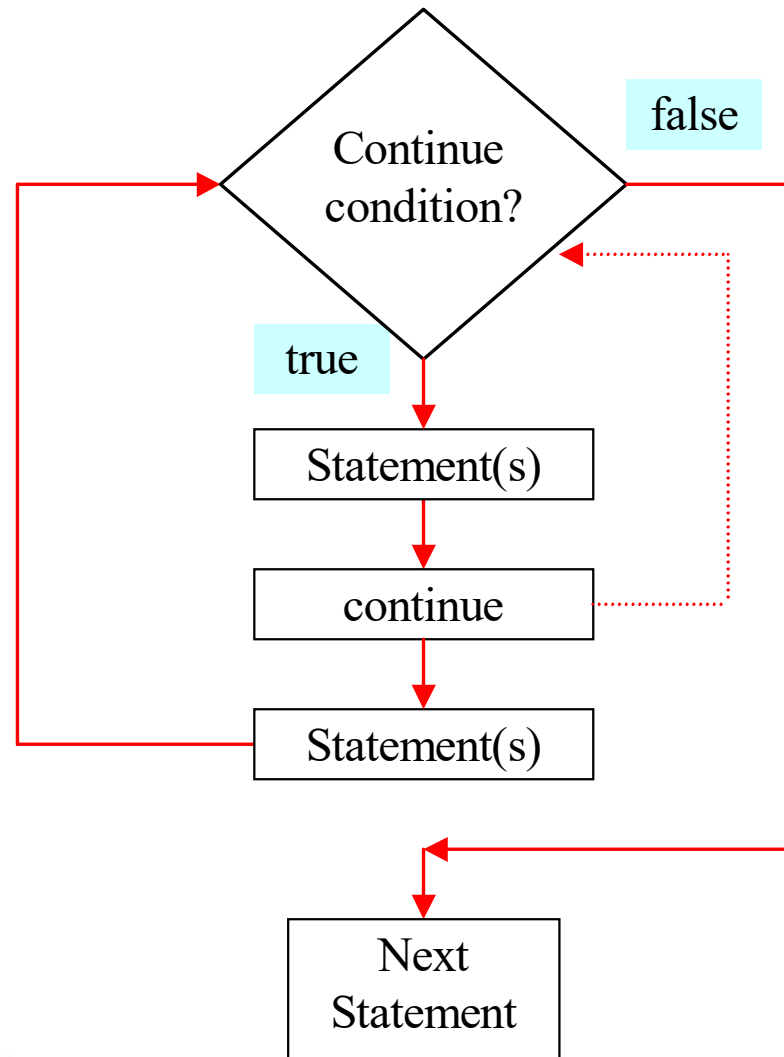 Continue
condition?
false
true
Statement(s)
continue
Statement(s)
Next
Statement